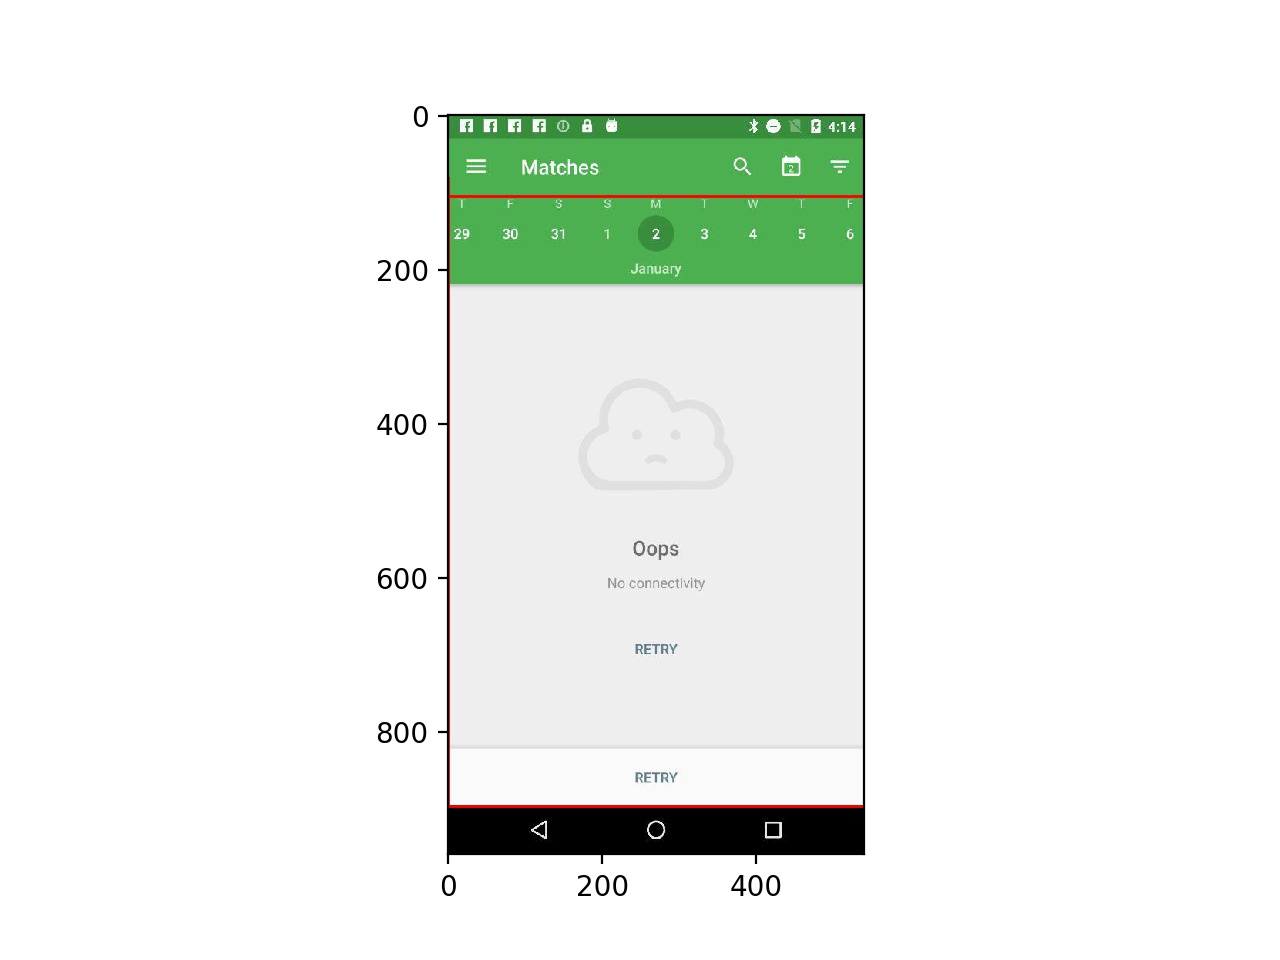 0
4:14
Matches
2
T F S S M T W T F
29 30 31 1 2 3 4 5 6
200
January
400
Oops
600
No connectivity
RETRY
800
RETRY
0 200 400